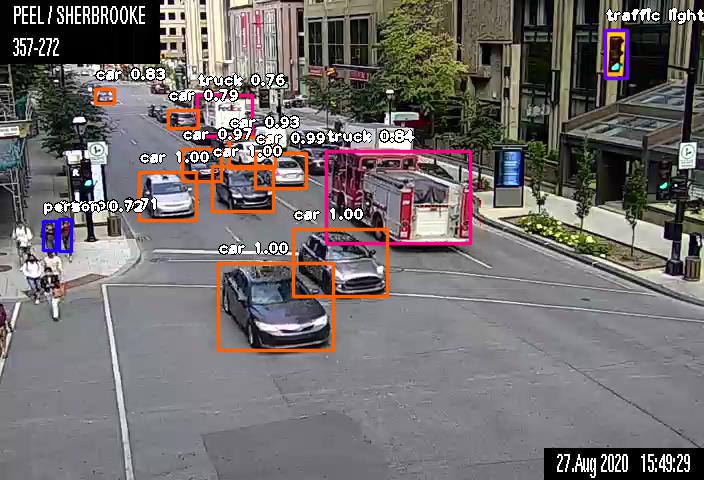 PEEL / SHERBROOKE
357-272
traffic light
car 0.83
truck 0.76
car 0.79
car 0.93
car 0.97
car 0.99
truck 0.84
car 1.00
car 1.00
person 0.72
car 1.00
car 1.00
27.Aug 2020 15:49:29